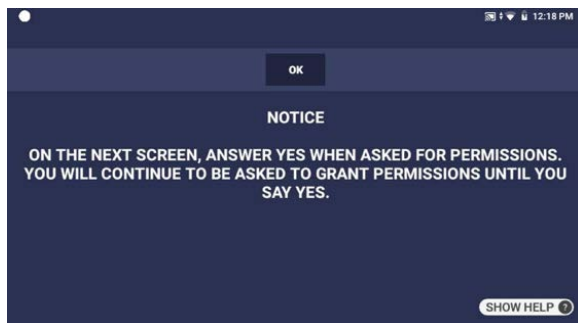 12:18 PM
OK
NOTICE
ON THE NEXT SCREEN, ANSWER YES WHEN ASKED FOR PERMISSIONS.
YOU WILL CONTINUE TO BE ASKED TO GRANT PERMISSIONS UNTIL YOU
SAY YES.
SHOW HELP ?